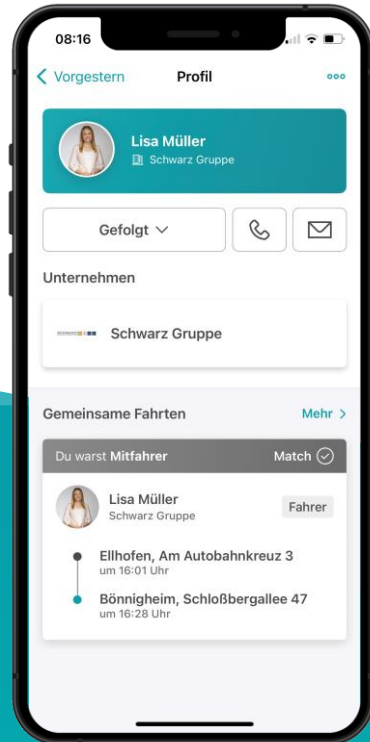 08:16
Vorgestern
Profil
Lisa Müller
Schwarz Gruppe
Gefolgt
Unternehmen
Schwarz Gruppe
Gemeinsame Fahrten
Mehr >
Du warst Mitfahrer
Match
Lisa Müller
Schwarz Gruppe
Fahrer
Ellhofen, Am Autobahnkreuz 3
um 16:01 Uhr
Bönnigheim, Schloßbergallee 47
um 16:28 Uhr